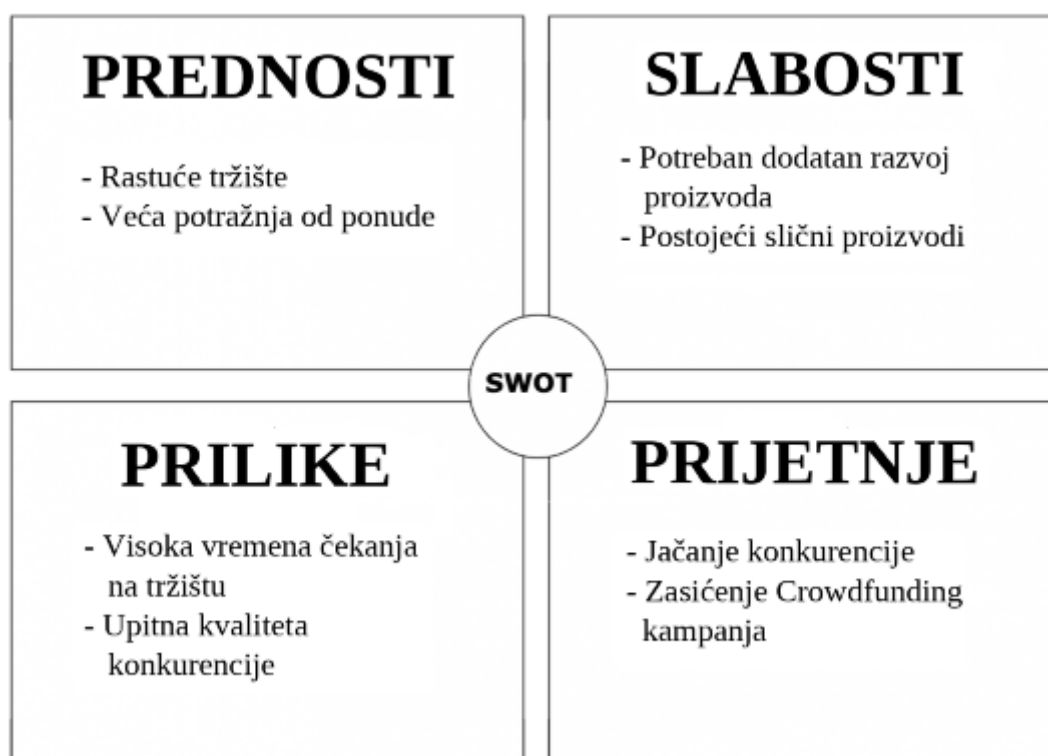 PREDNOSTI
- Rastuće tržište
- Veća potražnja od ponude
SLABOSTI
- Potreban dodatan razvoj
proizvoda
- Postojeći slični proizvodi
SWOT
PRILIKE
- Visoka vremena čekanja
na tržištu
- Upitna kvaliteta
konkurencije
PRIJETNJE
- Jačanje konkurencije
- Zasićenje Crowdfunding
kampanja